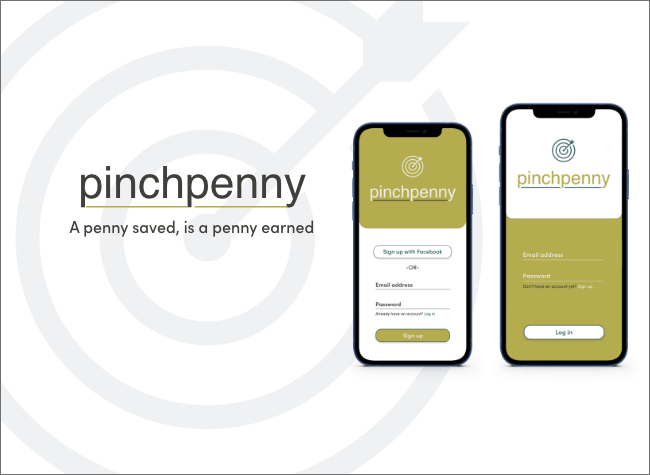 pinchpenny
A penny saved, is a penny earned
pinchpenny
Sign up with Facebook
-OR-
Email address
Password
Already have an account? Log in
Sign up
pinchpenny
Email address
Password
Don't have an account yet? Sign up
Log in